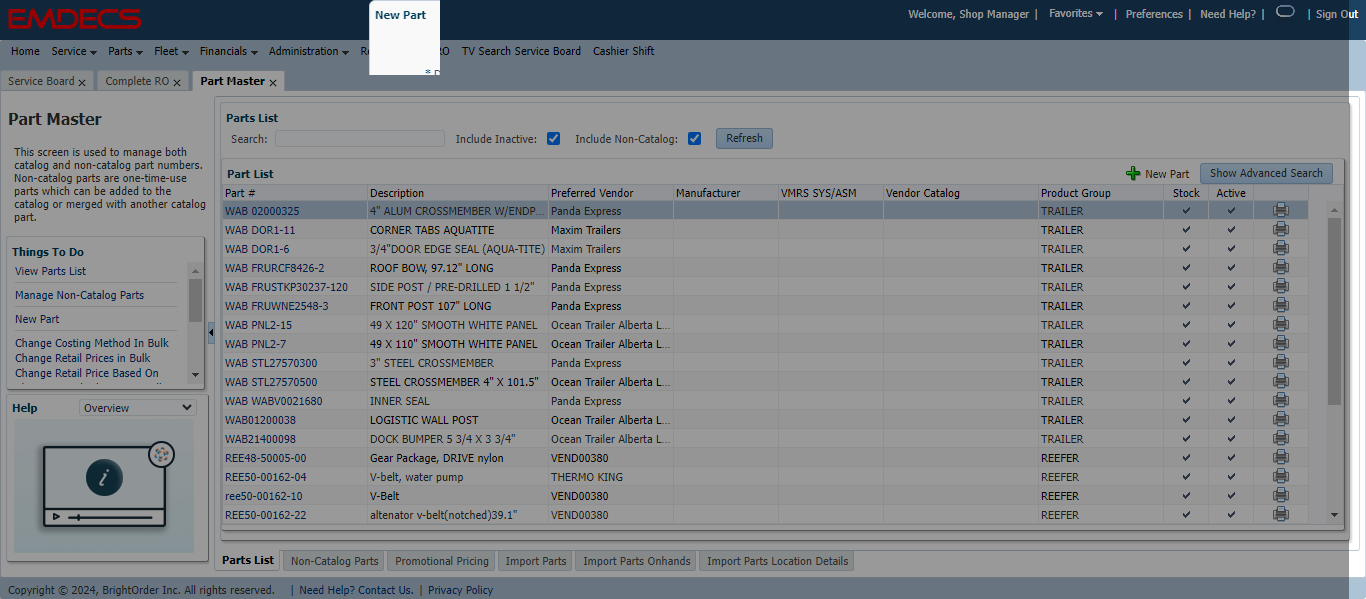 EMDECS
New Part
Welcome, Shop Manager | Favorites | Preferences | Need Help? | | Sign Out
Home Service Parts Fleet Financials Administration RO TV Search Service Board Cashier Shift
*
Service Board x Complete RO x Part Master x
Part Master
This screen is used to manage both
catalog and non-catalog part numbers.
Non-catalog parts are one-time-use
parts which can be added to the
catalog or merged with another catalog
part.
Things To Do
View Parts List
Manage Non-Catalog Parts
New Part
Change Costing Method In Bulk
Change Retail Prices in Bulk
Change Retail Price Based On
Help Overview
Parts List
Search: Include Inactive: Include Non-Catalog: Refresh
Part List New Part Show Advanced Search
Part # Description Preferred Vendor Manufacturer VMRS SYS/ASM Vendor Catalog Product Group Stock Active
WAB 02000325 4" ALUM CROSSMEMBER W/ENDP... Panda Express TRAILER
WAB DOR1-11 CORNER TABS AQUATITE Maxim Trailers TRAILER
WAB DOR1-6 3/4"DOOR EDGE SEAL (AQUA-TITE) Maxim Trailers TRAILER
WAB FRURCF8426-2 ROOF BOW, 97.12" LONG Panda Express TRAILER
WAB FRUSTKP30237-120 SIDE POST / PRE-DRILLED 1 1/2" Panda Express TRAILER
WAB FRUWNE2548-3 FRONT POST 107" LONG Panda Express TRAILER
WAB PNL2-15 49 X 120" SMOOTH WHITE PANEL Ocean Trailer Alberta L... TRAILER
WAB PNL2-7 49 X 110" SMOOTH WHITE PANEL Ocean Trailer Alberta L... TRAILER
WAB STL27570300 3" STEEL CROSSMEMBER Panda Express TRAILER
WAB STL27570500 STEEL CROSSMEMBER 4" X 101.5" Ocean Trailer Alberta L... TRAILER
WAB WABV0021680 INNER SEAL Panda Express TRAILER
WAB01200038 LOGISTIC WALL POST Ocean Trailer Alberta L... TRAILER
WAB21400098 DOCK BUMPER 5 3/4 X 3 3/4" Ocean Trailer Alberta L... TRAILER
REE48-50005-00 Gear Package, DRIVE nylon VEND00380 REEFER
REE50-00162-04 V-belt, water pump THERMO KING REEFER
ree50-00162-10 V-Belt VEND00380 REEFER
REE50-00162-22 altenator v-belt(notched)39.1" VEND00380 REEFER
Parts List Non-Catalog Parts Promotional Pricing Import Parts Import Parts Onhands Import Parts Location Details
Copyright © 2024, BrightOrder Inc. All rights reserved. | Need Help? Contact Us. | Privacy Policy